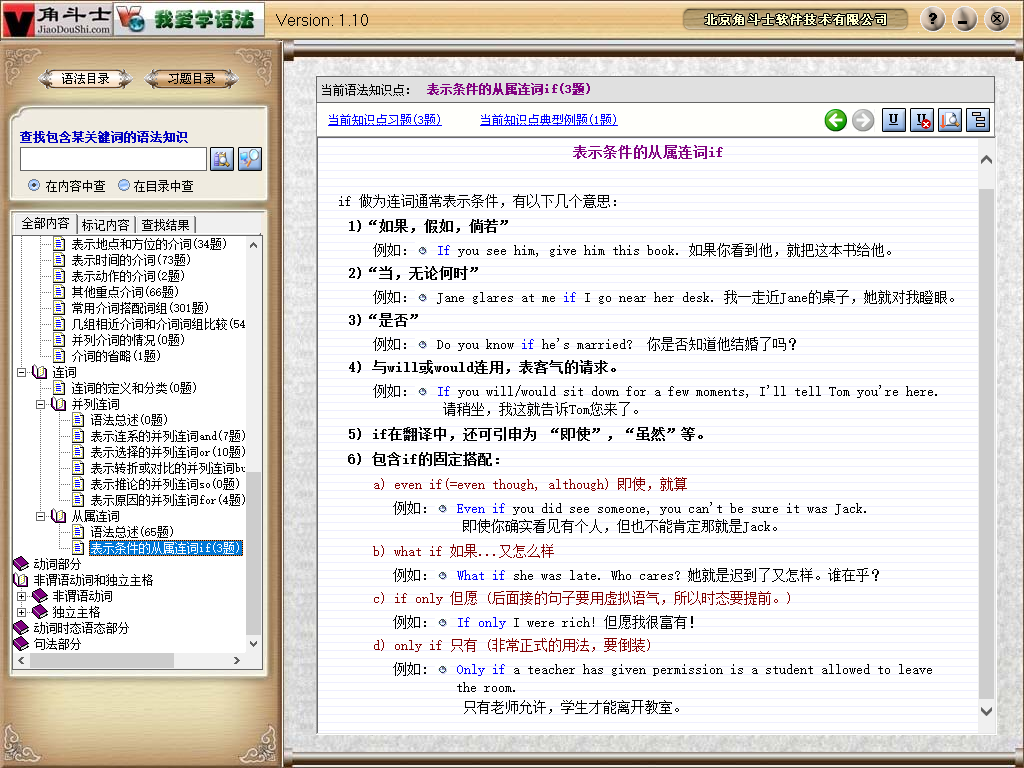 角斗士
JiaoDouShi.com
我爱学语法
Version: 1.10
北京角斗士软件技术有限公司
语法目录
习题目录
查找包含某关键词的语法知识
在内容中查 在目录中查
全部内容 标记内容 查找结果
表示地点和方位的介词(34题)
表示时间的介词(73题)
表示动作的介词(2题)
其他重点介词(66题)
常用介词搭配词组(301题)
几组相近介词和介词词组比较(54
并列介词的情况(0题)
介词的省略(1题)
连词
连词的定义和分类(0题)
并列连词
语法总述(0题)
表示连系的并列连词and(7题)
表示选择的并列连词or(10题)
表示转折或对比的并列连词bu
表示推论的并列连词so(0题)
表示原因的并列连词for(4题)
从属连词
语法总述(65题)
表示条件的从属连词if(3题)
动词部分
非谓语动词和独立主格
非谓语动词
独立主格
动词时态语态部分
句法部分
当前语法知识点: 表示条件的从属连词if(3题)
当前知识点习题(3题) 当前知识点典型例题(1题)
表示条件的从属连词if
if 做为连词通常表示条件，有以下几个意思：
1)“如果，假如，倘若”
例如： If you see him, give him this book. 如果你看到他，就把这本书给他。
2)“当，无论何时”
例如： Jane glares at me if I go near her desk. 我一走近Jane的桌子，她就对我瞪眼。
3)“是否”
例如： Do you know if he's married? 你是否知道他结婚了吗？
4) 与will或would连用，表客气的请求。
例如： If you will/would sit down for a few moments, I'll tell Tom you're here.
请稍坐，我这就告诉Tom您来了。
5) if在翻译中，还可引申为 “即使”，“虽然”等。
6) 包含if的固定搭配：
a) even if(=even though, although) 即使，就算
例如： Even if you did see someone, you can't be sure it was Jack.
即使你确实看见有个人，但也不能肯定那就是Jack。
b) what if 如果...又怎么样
例如： What if she was late. Who cares? 她就是迟到了又怎样。谁在乎？
c) if only 但愿 (后面接的句子要用虚拟语气，所以时态要提前。)
例如： If only I were rich! 但愿我很富有！
d) only if 只有 (非常正式的用法，要倒装)
例如： Only if a teacher has given permission is a student allowed to leave
the room.
只有老师允许，学生才能离开教室。